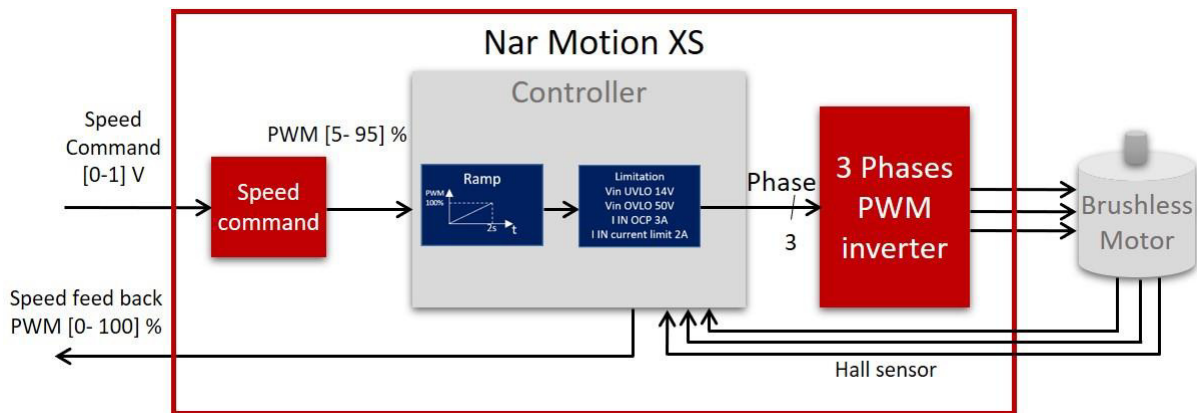 Nar Motion XS
Controller
Speed
Command
[0-1] V
PWM [5- 95] %
Speed
command
Ramp
PWM
100%
2s
t
Limitation
Vin UVLO 14V
Vin OVLO 50V
I IN OCP 3A
I IN current limit 2A
Phase
3
3 Phases
PWM
inverter
Brushless
Motor
Speed feed back
PWM [0- 100] %
Hall sensor